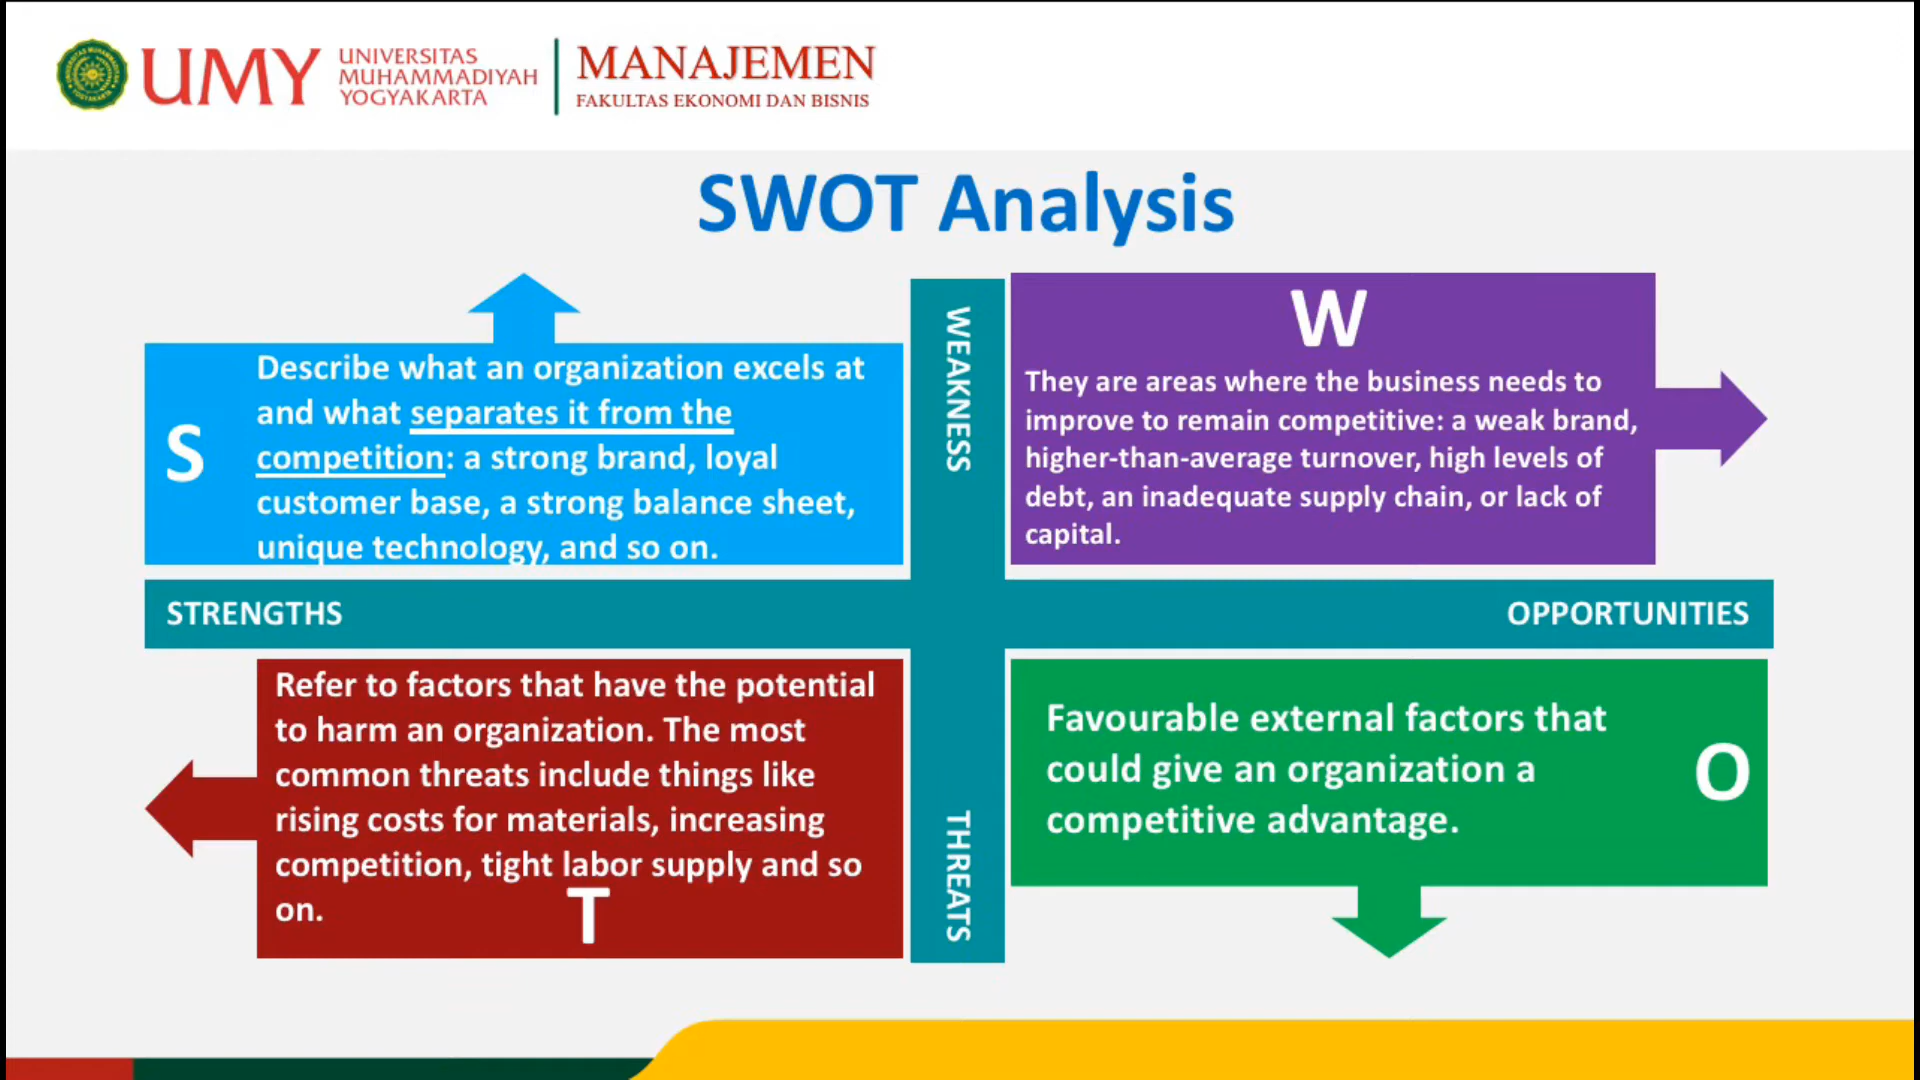 UMY
UNIVERSITAS
MUHAMMADIYAH
YOGYAKARTA
MANAJEMEN
FAKULTAS EKONOMI DAN BISNIS
SWOT Analysis
S
Describe what an organization excels at
and what separates it from the
competition: a strong brand, loyal
customer base, a strong balance sheet,
unique technology, and so on.
WEAKNESS
W
They are areas where the business needs to
improve to remain competitive: a weak brand,
higher-than-average turnover, high levels of
debt, an inadequate supply chain, or lack of
capital.
STRENGTHS
OPPORTUNITIES
Refer to factors that have the potential
to harm an organization. The most
common threats include things like
rising costs for materials, increasing
competition, tight labor supply and so
on.
T
THREATS
Favourable external factors that
could give an organization a
competitive advantage.
O